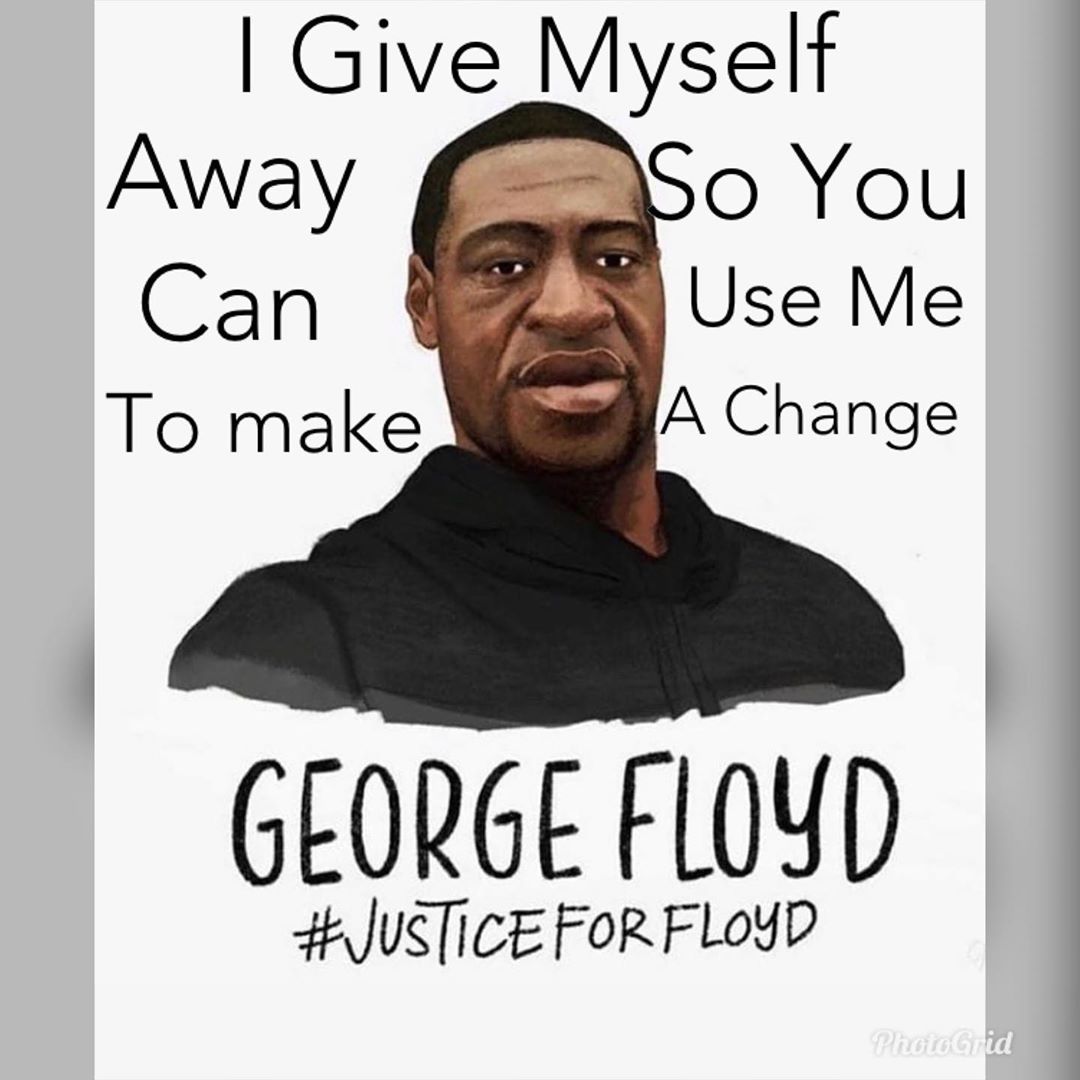 I Give Myself
Away So You
Can Use Me
To make A Change
GEORGE FLOYD
#JUSTICEFORFLOYD
PhotoGrid